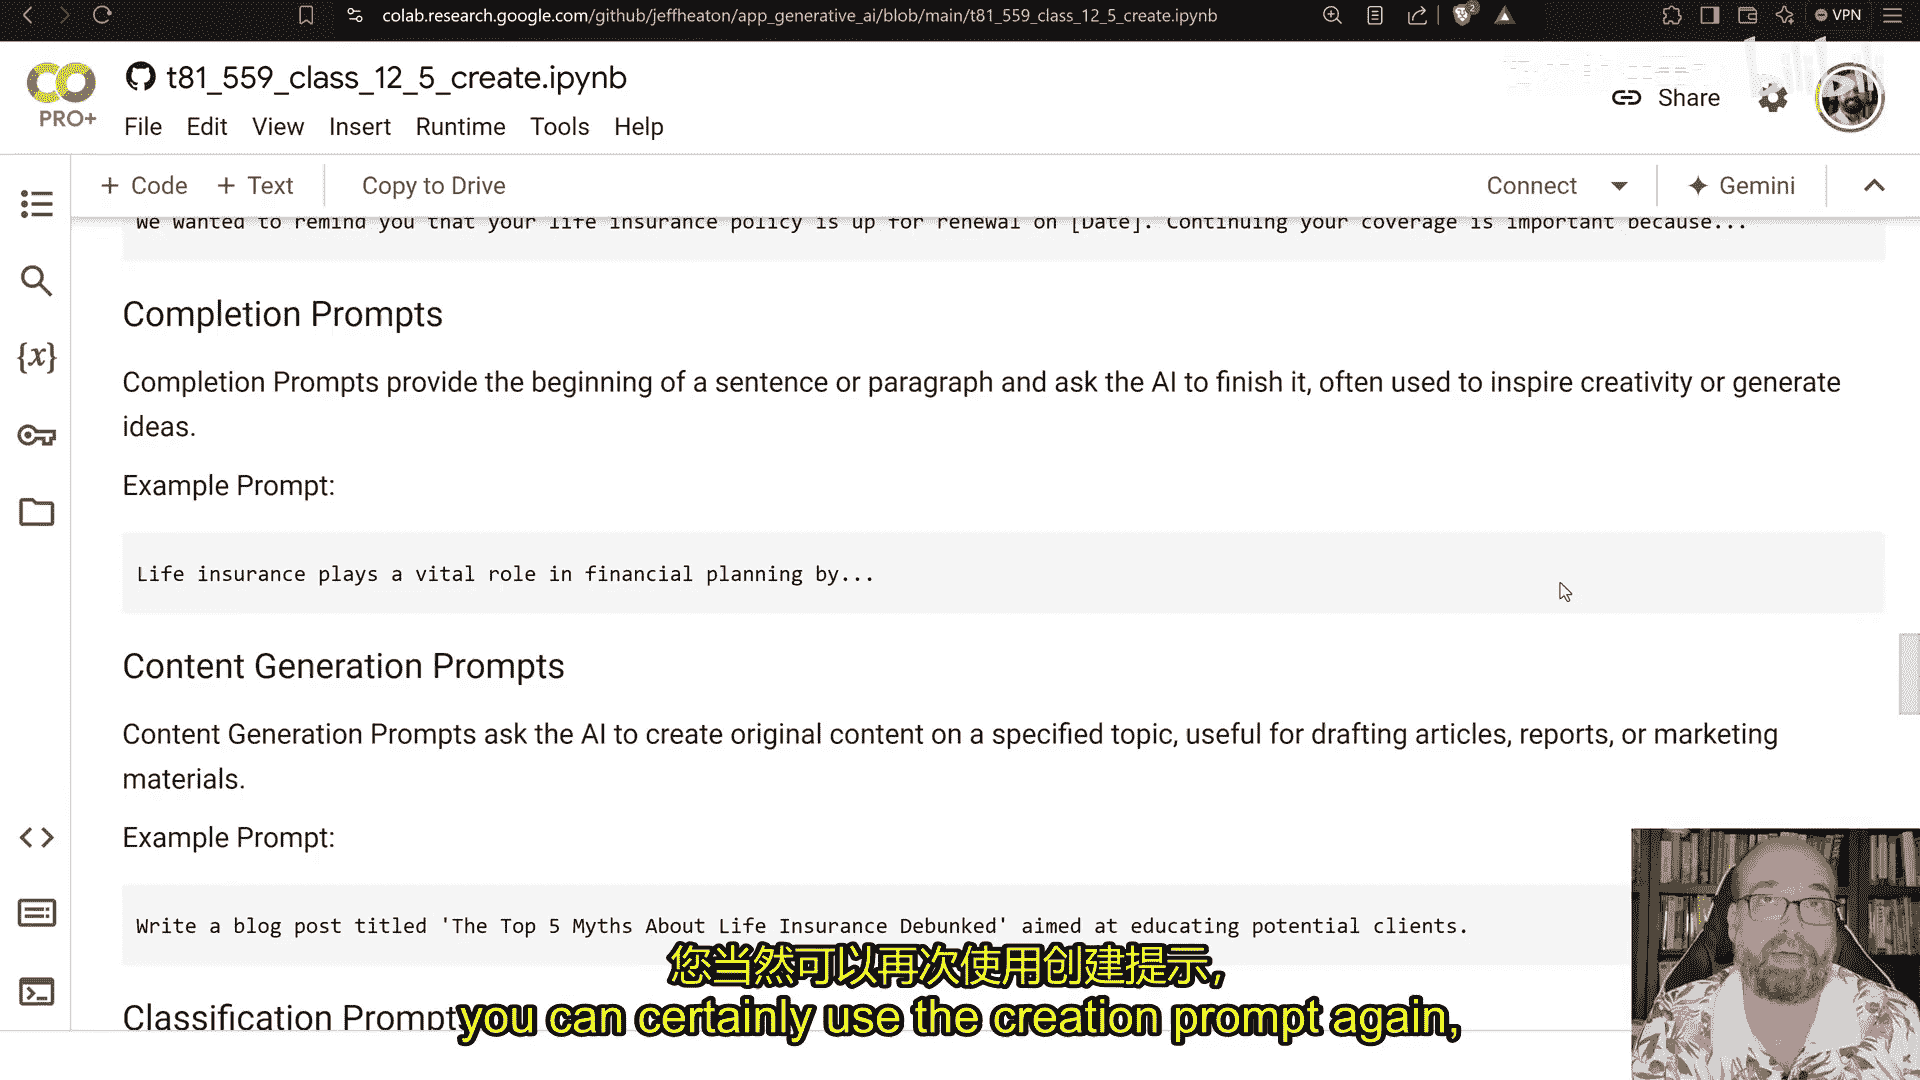 colab.research.google.com/github/jeffheaton/app_generative_ai/blob/main/t81_559_class_12_5_create.ipynb
2
VPN
PRO+
t81_559_class_12_5_create.ipynb
File Edit View Insert Runtime Tools Help
Share
+ Code + Text Copy to Drive
Connect
Gemini
We wanted to remind you that your life insurance policy is up for renewal on [Date]. Continuing your coverage is important because...
Completion Prompts
Completion Prompts provide the beginning of a sentence or paragraph and ask the AI to finish it, often used to inspire creativity or generate
ideas.
Example Prompt:
Life insurance plays a vital role in financial planning by...
Content Generation Prompts
Content Generation Prompts ask the AI to create original content on a specified topic, useful for drafting articles, reports, or marketing
materials.
Example Prompt:
Write a blog post titled 'The Top 5 Myths About Life Insurance Debunked' aimed at educating potential clients.
Classification Prompt
您当然可以再次使用创建提示，
you can certainly use the creation prompt again,